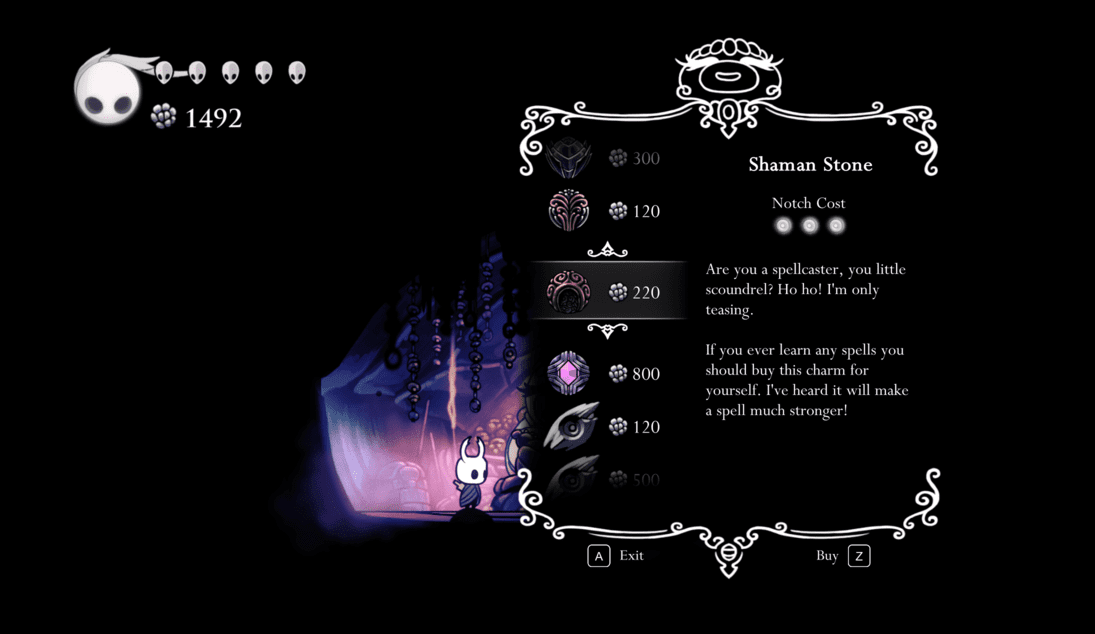 1492
300
120
220
800
120
500
Shaman Stone
Notch Cost
Are you a spellcaster, you little
scoundrel? Ho ho! I'm only
teasing.
If you ever learn any spells you
should buy this charm for
yourself. I've heard it will make
a spell much stronger!
A Exit
Buy Z